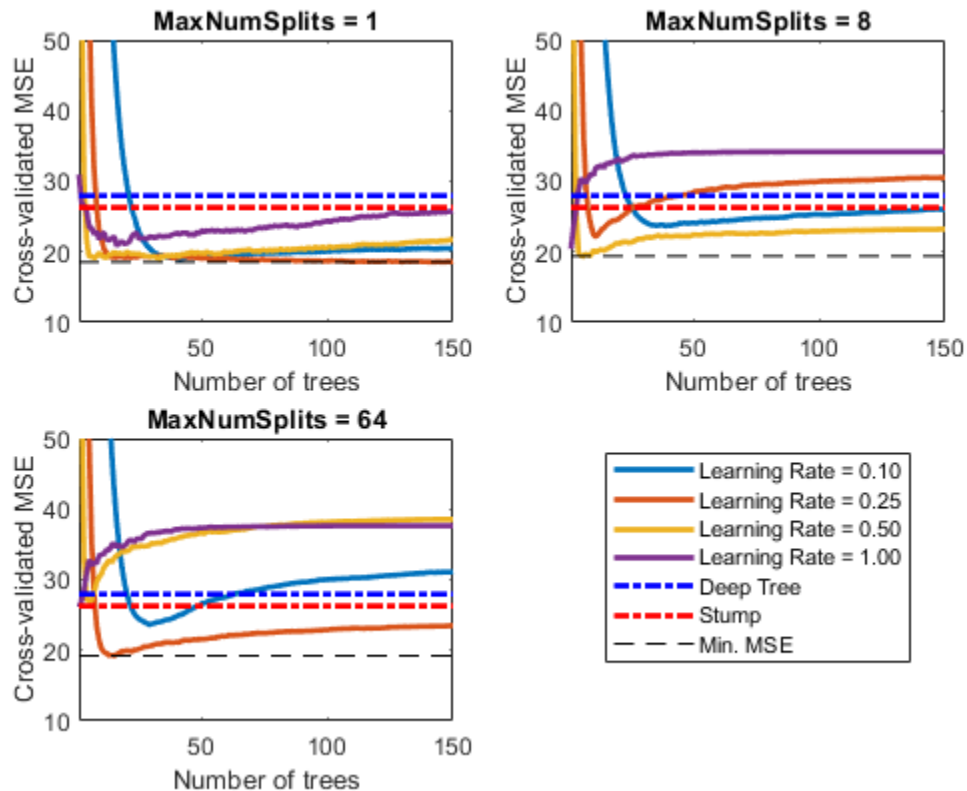 MaxNumSplits = 1
Cross-validated MSE
50
40
30
20
10
50 100 150
Number of trees
MaxNumSplits = 8
Cross-validated MSE
50
40
30
20
10
50 100 150
Number of trees
MaxNumSplits = 64
Cross-validated MSE
50
40
30
20
10
50 100 150
Number of trees
Learning Rate = 0.10
Learning Rate = 0.25
Learning Rate = 0.50
Learning Rate = 1.00
Deep Tree
Stump
Min. MSE